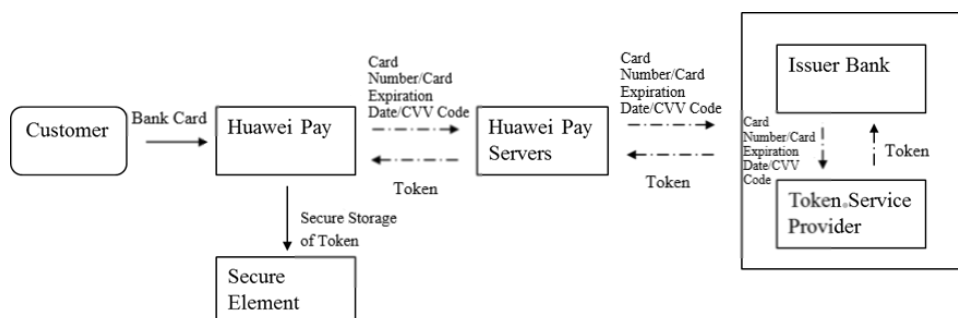 Customer
Bank Card
Huawei Pay
Card
Number/Card
Expiration
Date/CVV Code
Token
Huawei Pay
Servers
Card
Number/Card
Expiration
Date/CVV Code
Token
Issuer Bank
Card
Number/Card
Expiration
Date/CVV
Code
Token
Token Service
Provider
Secure Storage
of Token
Secure
Element